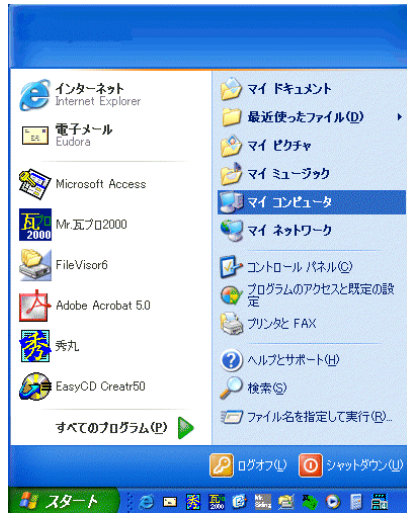 インターネット
Internet Explorer
電子メール
Eudora
Microsoft Access
Mr.瓦プロ2000
FileVisor6
Adobe Acrobat 5.0
秀丸
EasyCD Creatr50
すべてのプログラム(P)
マイ ドキュメント
最近使ったファイル(D)
マイ ピクチャ
マイ ミュージック
マイ コンピュータ
マイ ネットワーク
コントロール パネル(C)
プログラムのアクセスと既定の設
定
プリンタと FAX
ヘルプとサポート(H)
検索(S)
ファイル名を指定して実行(R)...
ログオフ(L)
シャットダウン(U)
スタート